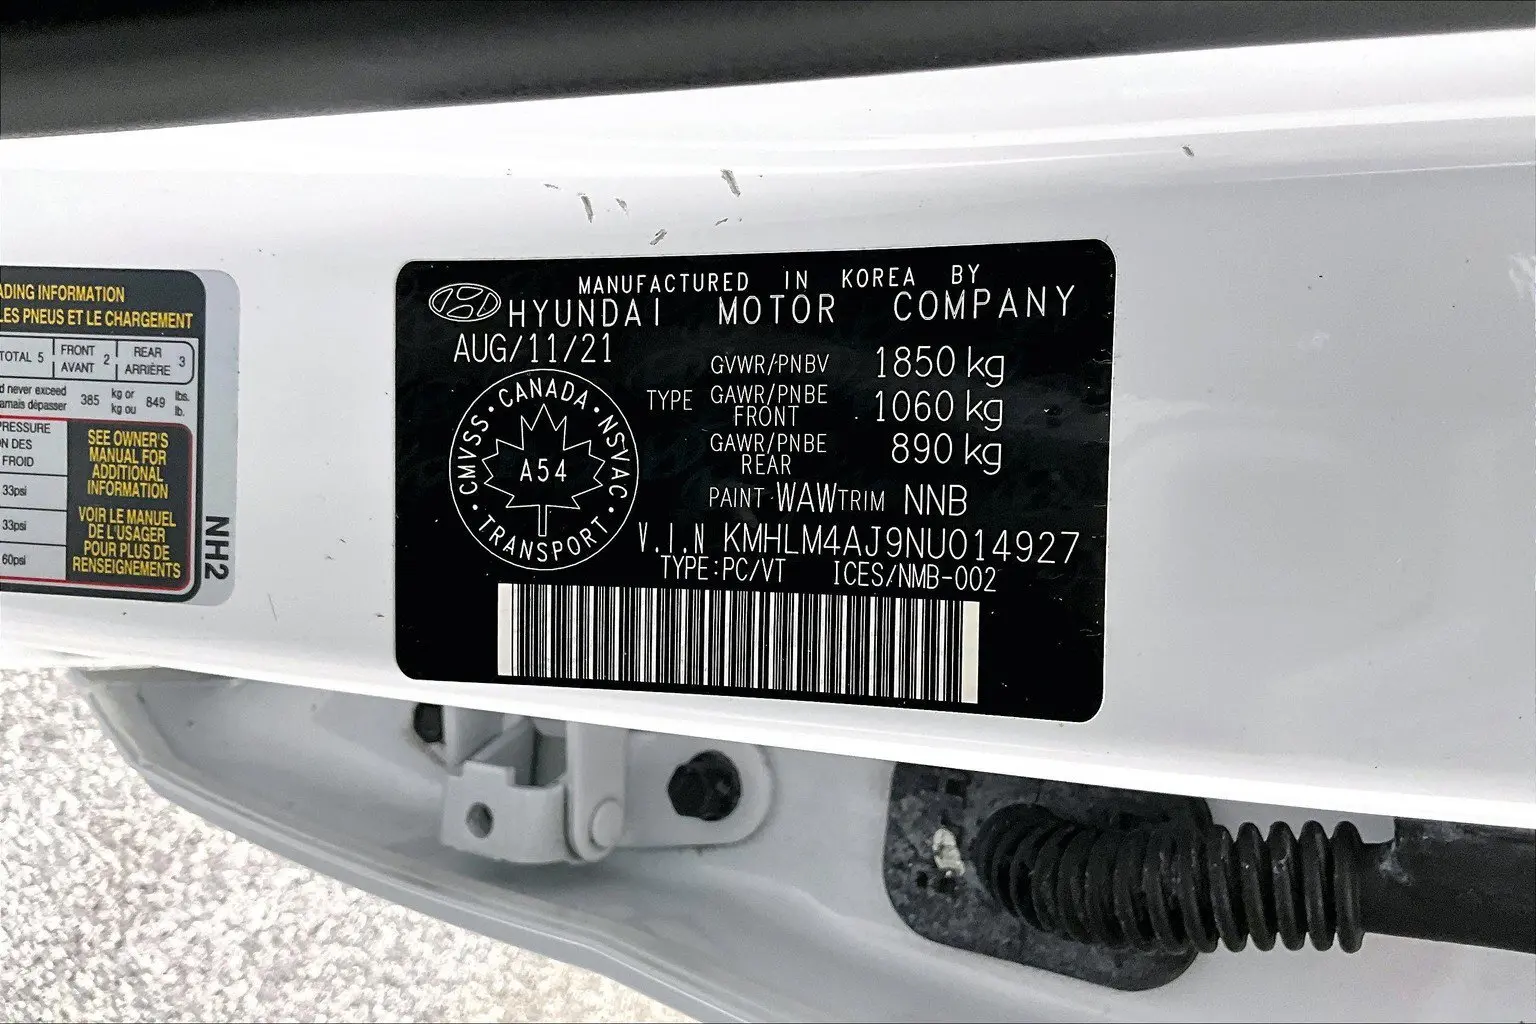 ADING INFORMATION
LES PNEUS ET LE CHARGEMENT
TOTAL 5 FRONT AVANT 2 REAR ARRIÈRE 3
d never exceed
amais dépasser 385 kg or kg ou 849 lbs. lb.
PRESSURE
ON DES
FROID
33psi
33psi
60psi
SEE OWNER'S
MANUAL FOR
ADDITIONAL
INFORMATION
VOIR LE MANUEL
DE L'USAGER
POUR PLUS DE
RENSEIGNEMENTS
NH2
MANUFACTURED IN KOREA BY
HYUNDAI MOTOR COMPANY
AUG/11/21
GVWR/PNBV 1850 kg
TYPE GAWR/PNBE FRONT 1060 kg
GAWR/PNBE REAR 890 kg
CANADA · NSVAC · TRANSPORT · CMVSS ·
A54
PAINT WAW TRIM NNB
V.I.N KMHLM4AJ9NU014927
TYPE:PC/VT ICES/NMB-002